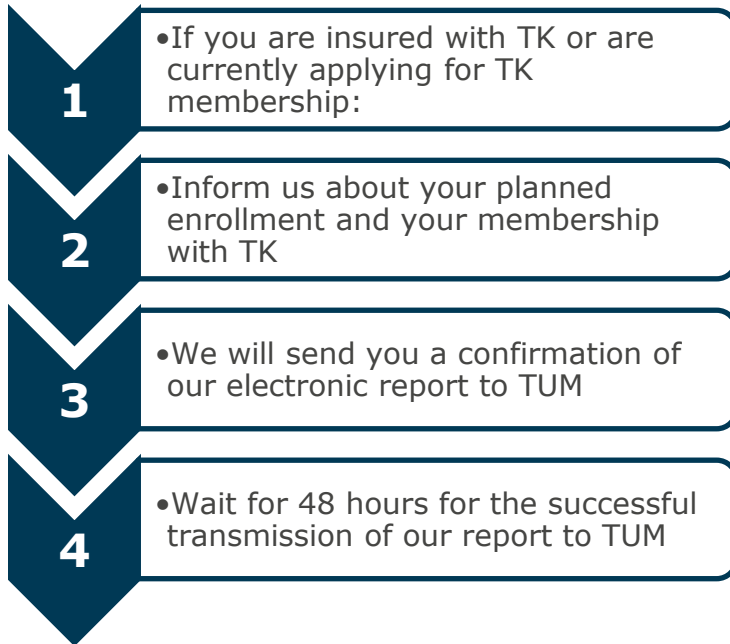 1
•If you are insured with TK or are
currently applying for TK
membership:
2
•Inform us about your planned
enrollment and your membership
with TK
3
•We will send you a confirmation of
our electronic report to TUM
4
•Wait for 48 hours for the successful
transmission of our report to TUM